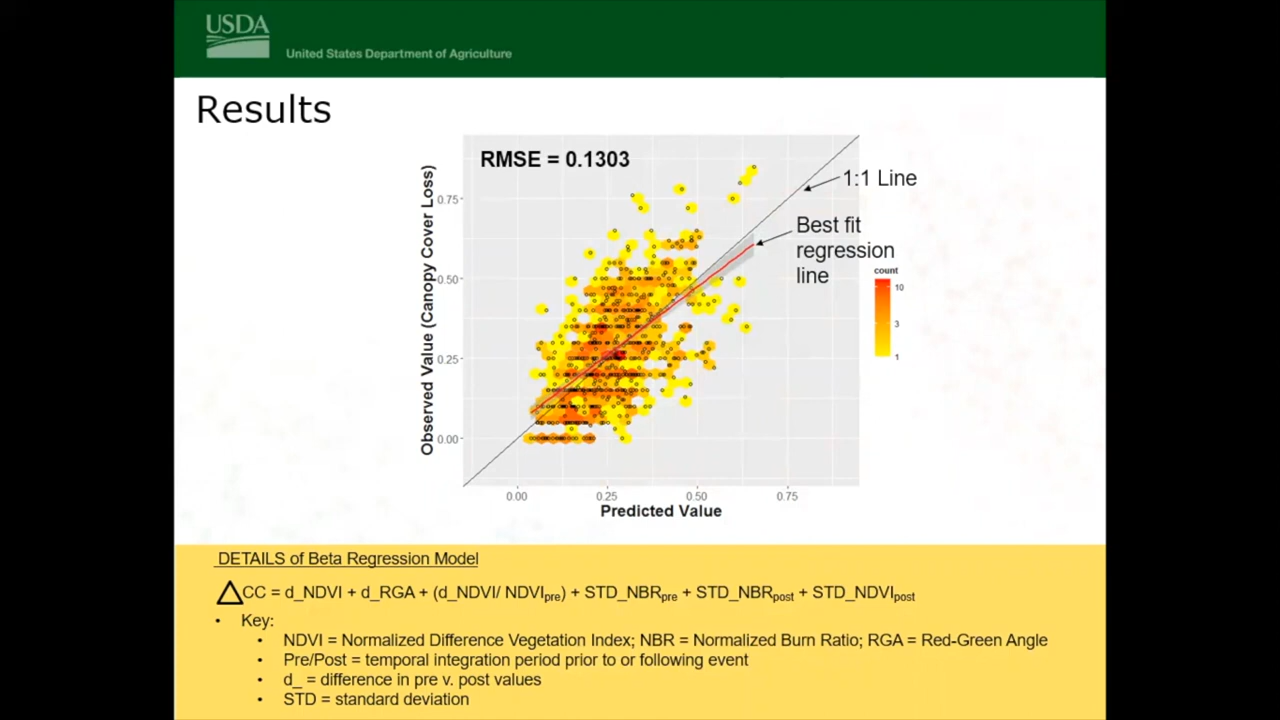 USDA
United States Department of Agriculture
Results
RMSE = 0.1303
1:1 Line
Best fit
regression
line
count
10
3
1
Observed Value (Canopy Cover Loss)
0.75
0.50
0.25
0.00
0.00 0.25 0.50 0.75
Predicted Value
DETAILS of Beta Regression Model
△CC = d_NDVI + d_RGA + (d_NDVI/ NDVIpre) + STD_NBRpre + STD_NBRpost + STD_NDVIpost
• Key:
• NDVI = Normalized Difference Vegetation Index; NBR = Normalized Burn Ratio; RGA = Red-Green Angle
• Pre/Post = temporal integration period prior to or following event
• d_ = difference in pre v. post values
• STD = standard deviation